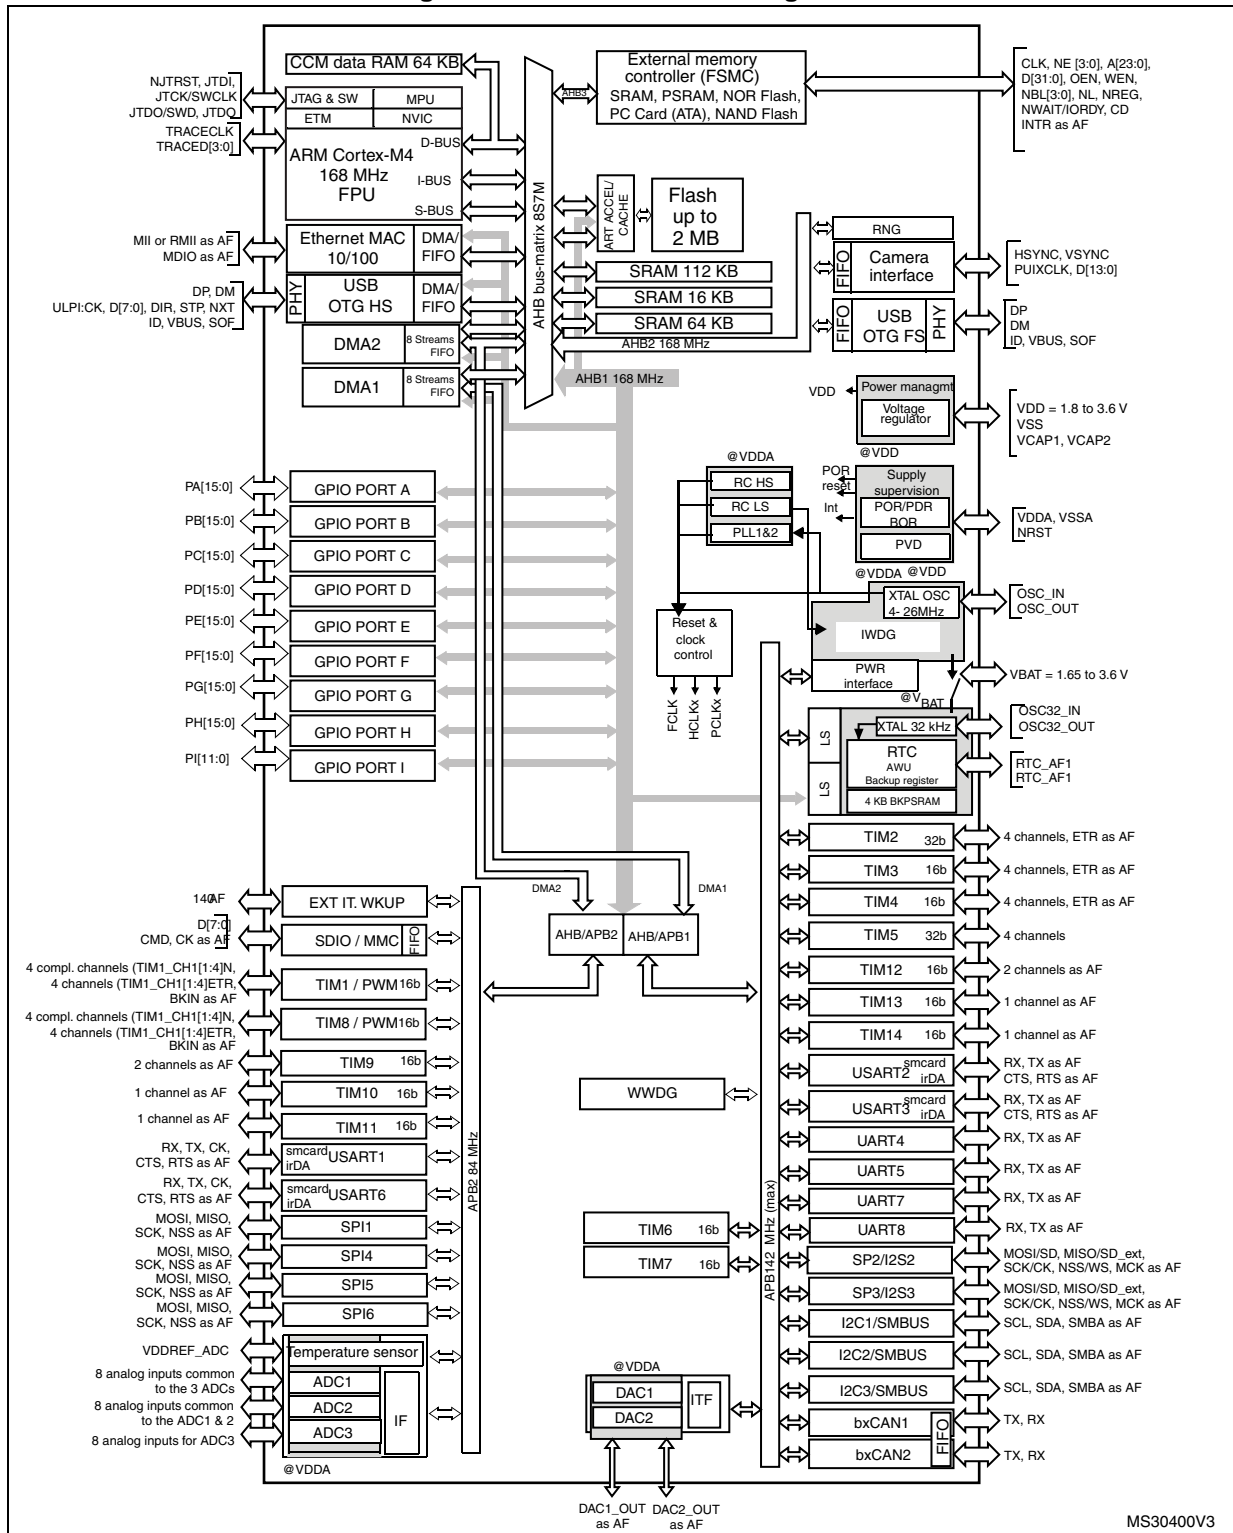 CCM data RAM 64 KB
External memory
controller (FSMC)
SRAM, PSRAM, NOR Flash,
PC Card (ATA), NAND Flash
AHB3
CLK, NE [3:0], A[23:0],
D[31:0], OEN, WEN,
NBL[3:0], NL, NREG,
NWAIT/IORDY, CD
INTR as AF
NJTRST, JTDI,
JTCK/SWCLK
JTDO/SWD, JTDO
JTAG & SW
MPU
ETM
NVIC
TRACECLK
TRACED[3:0]
ARM Cortex-M4
168 MHz
FPU
D-BUS
I-BUS
S-BUS
AHB bus-matrix 8S7M
ART ACCEL/
CACHE
Flash
up to
2 MB
RNG
MII or RMII as AF
MDIO as AF
Ethernet MAC
10/100
DMA/
FIFO
FIFO
Camera
interface
HSYNC, VSYNC
PUIXCLK, D[13:0]
SRAM 112 KB
SRAM 16 KB
SRAM 64 KB
DP, DM
ULPI:CK, D[7:0], DIR, STP, NXT
ID, VBUS, SOF
PHY
USB
OTG HS
DMA/
FIFO
FIFO
USB
OTG FS
PHY
DP
DM
ID, VBUS, SOF
DMA2
8 Streams
FIFO
AHB2 168 MHz
DMA1
8 Streams
FIFO
AHB1 168 MHz
VDD
Power managmt
Voltage
regulator
VDD = 1.8 to 3.6 V
VSS
VCAP1, VCAP2
@VDD
@VDDA
RC HS
RC LS
PLL1&2
POR
reset
Int
Supply
supervision
POR/PDR
BOR
PVD
VDDA, VSSA
NRST
@VDDA
@VDD
XTAL OSC
4- 26MHz
OSC_IN
OSC_OUT
IWDG
PWR
interface
VBAT = 1.65 to 3.6 V
@VBAT
Reset &
clock
control
FCLK
HCLKx
PCLKx
LS
LS
XTAL 32 kHz
OSC32_IN
OSC32_OUT
RTC
AWU
Backup register
4 KB BKPSRAM
RTC_AF1
RTC_AF1
PA[15:0]
GPIO PORT A
PB[15:0]
GPIO PORT B
PC[15:0]
GPIO PORT C
PD[15:0]
GPIO PORT D
PE[15:0]
GPIO PORT E
PF[15:0]
GPIO PORT F
PG[15:0]
GPIO PORT G
PH[15:0]
GPIO PORT H
PI[11:0]
GPIO PORT I
DMA2
DMA1
AHB/APB2
AHB/APB1
140AF
EXT IT. WKUP
D[7:0]
CMD, CK as AF
SDIO / MMC
FIFO
4 compl. channels (TIM1_CH1[1:4]N,
4 channels (TIM1_CH1[1:4]ETR,
BKIN as AF
TIM1 / PWM 16b
4 compl. channels (TIM1_CH1[1:4]N,
4 channels (TIM1_CH1[1:4]ETR,
BKIN as AF
TIM8 / PWM 16b
2 channels as AF
TIM9 16b
1 channel as AF
TIM10 16b
1 channel as AF
TIM11 16b
RX, TX, CK,
CTS, RTS as AF
smcard
irDA
USART1
RX, TX, CK,
CTS, RTS as AF
smcard
irDA
USART6
MOSI, MISO,
SCK, NSS as AF
SPI1
MOSI, MISO,
SCK, NSS as AF
SPI4
MOSI, MISO,
SCK, NSS as AF
SPI5
MOSI, MISO,
SCK, NSS as AF
SPI6
VDDREF_ADC
Temperature sensor
8 analog inputs common
to the 3 ADCs
ADC1
8 analog inputs common
to the ADC1 & 2
ADC2
8 analog inputs for ADC3
ADC3
IF
@VDDA
APB2 84 MHz
WWDG
TIM6 16b
TIM7 16b
@VDDA
DAC1
DAC2
ITF
DAC1_OUT
as AF
DAC2_OUT
as AF
APB142 MHz (max)
TIM2 32b
4 channels, ETR as AF
TIM3 16b
4 channels, ETR as AF
TIM4 16b
4 channels, ETR as AF
TIM5 32b
4 channels
TIM12 16b
2 channels as AF
TIM13 16b
1 channel as AF
TIM14 16b
1 channel as AF
USART2
smcard
irDA
RX, TX as AF
CTS, RTS as AF
USART3
smcard
irDA
RX, TX as AF
CTS, RTS as AF
UART4
RX, TX as AF
UART5
RX, TX as AF
UART7
RX, TX as AF
UART8
RX, TX as AF
SP2/I2S2
MOSI/SD, MISO/SD_ext,
SCK/CK, NSS/WS, MCK as AF
SP3/I2S3
MOSI/SD, MISO/SD_ext,
SCK/CK, NSS/WS, MCK as AF
I2C1/SMBUS
SCL, SDA, SMBA as AF
I2C2/SMBUS
SCL, SDA, SMBA as AF
I2C3/SMBUS
SCL, SDA, SMBA as AF
bxCAN1
TX, RX
bxCAN2
FIFO
TX, RX
MS30400V3